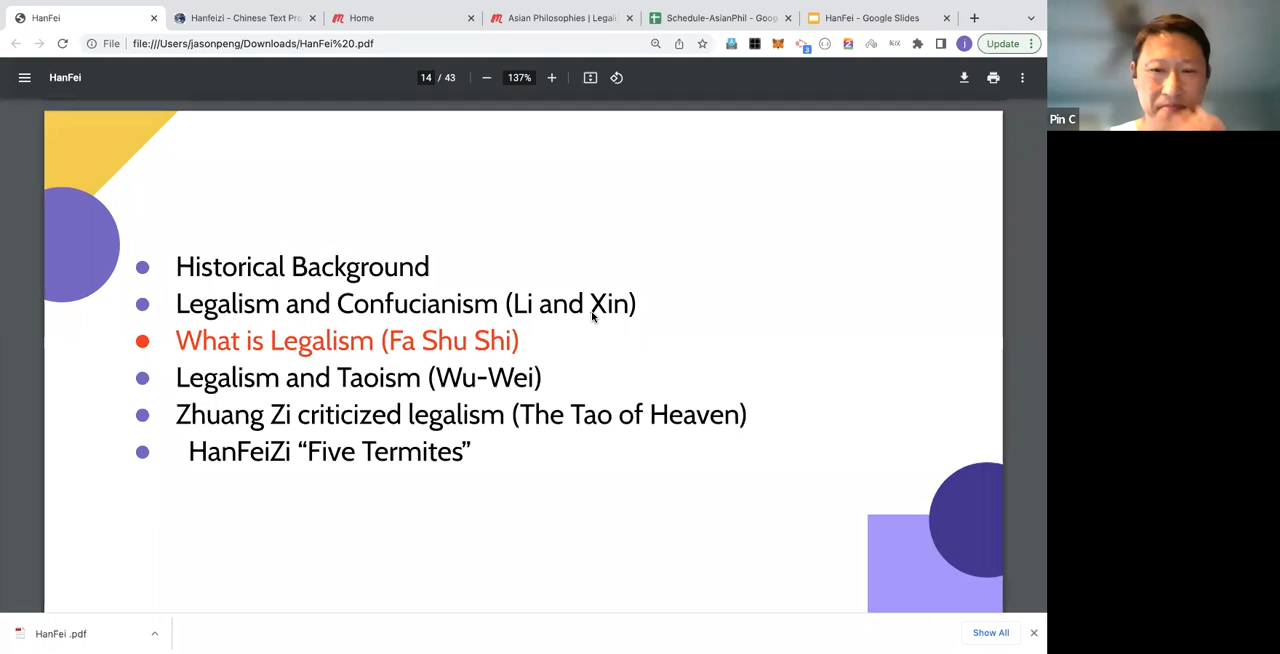 HanFei
Hanfeizi - Chinese Text Pro
Home
Asian Philosophies | Legali
Schedule-AsianPhil - Goog
HanFei - Google Slides
File
file:///Users/jasonpeng/Downloads/HanFei%20.pdf
j
Update
HanFei
14 / 43
137%
Pin C
Historical Background
Legalism and Confucianism (Li and Xin)
What is Legalism (Fa Shu Shi)
Legalism and Taoism (Wu-Wei)
Zhuang Zi criticized legalism (The Tao of Heaven)
HanFeiZi “Five Termites”
HanFei .pdf
Show All